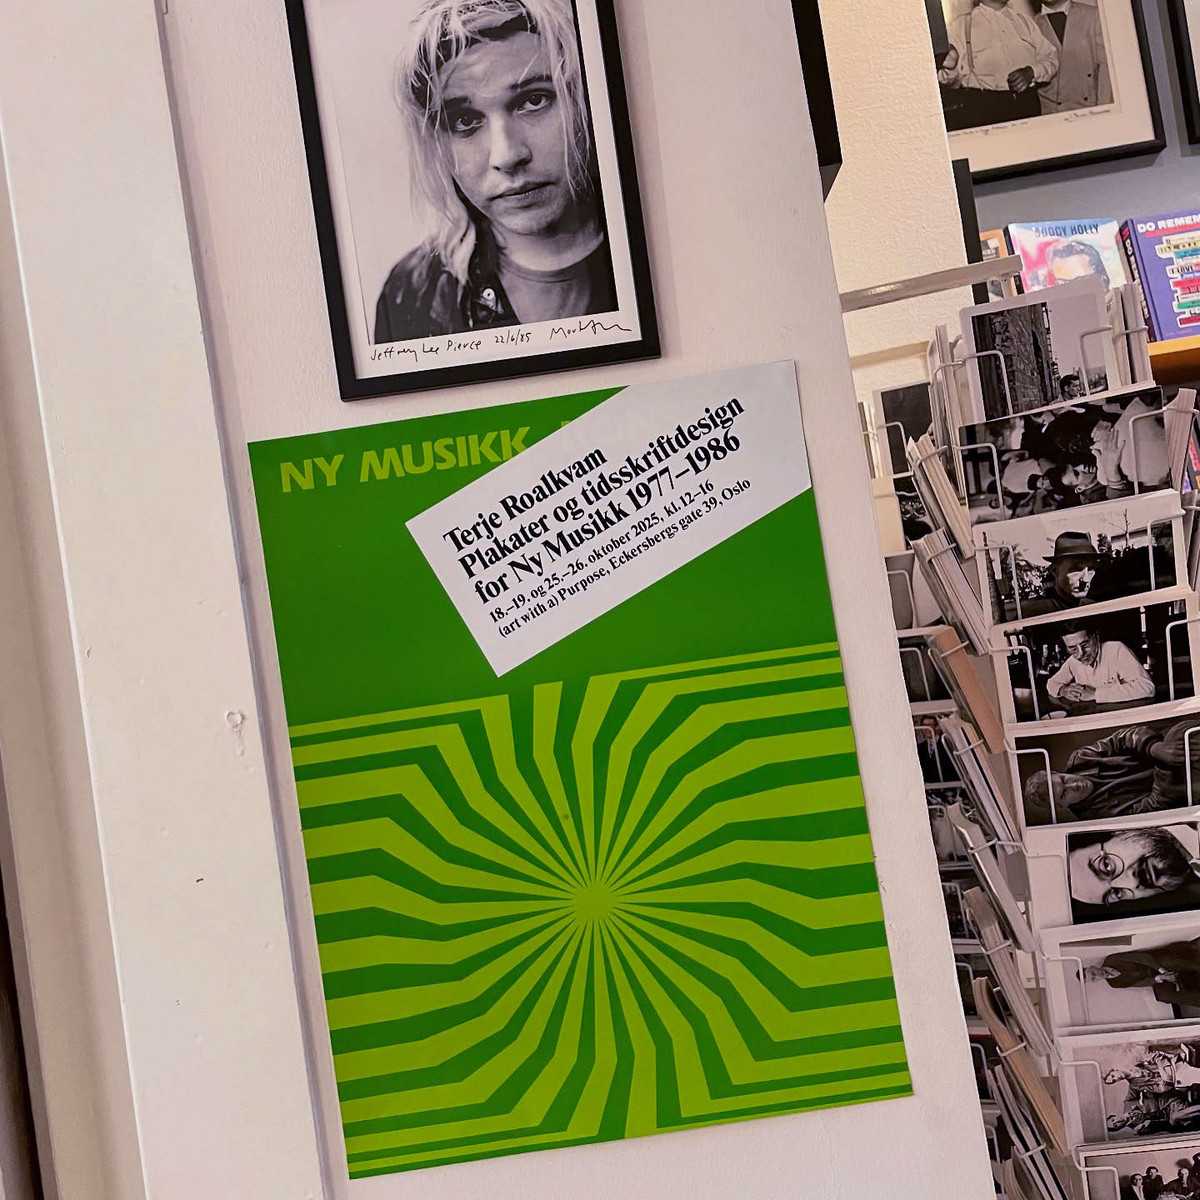 Jeffrey Lee Pierce 22/6/85
NY MUSIKK
Terje Roalkvam
Plakater og tidsskriftdesign
for Ny Musikk 1977–1986
18.–19. og 25.–26. oktober 2025, kl. 12–16
(art with a) Purpose, Eckersbergs gate 39, Oslo
BUDDY HOLLY
DO REMEM